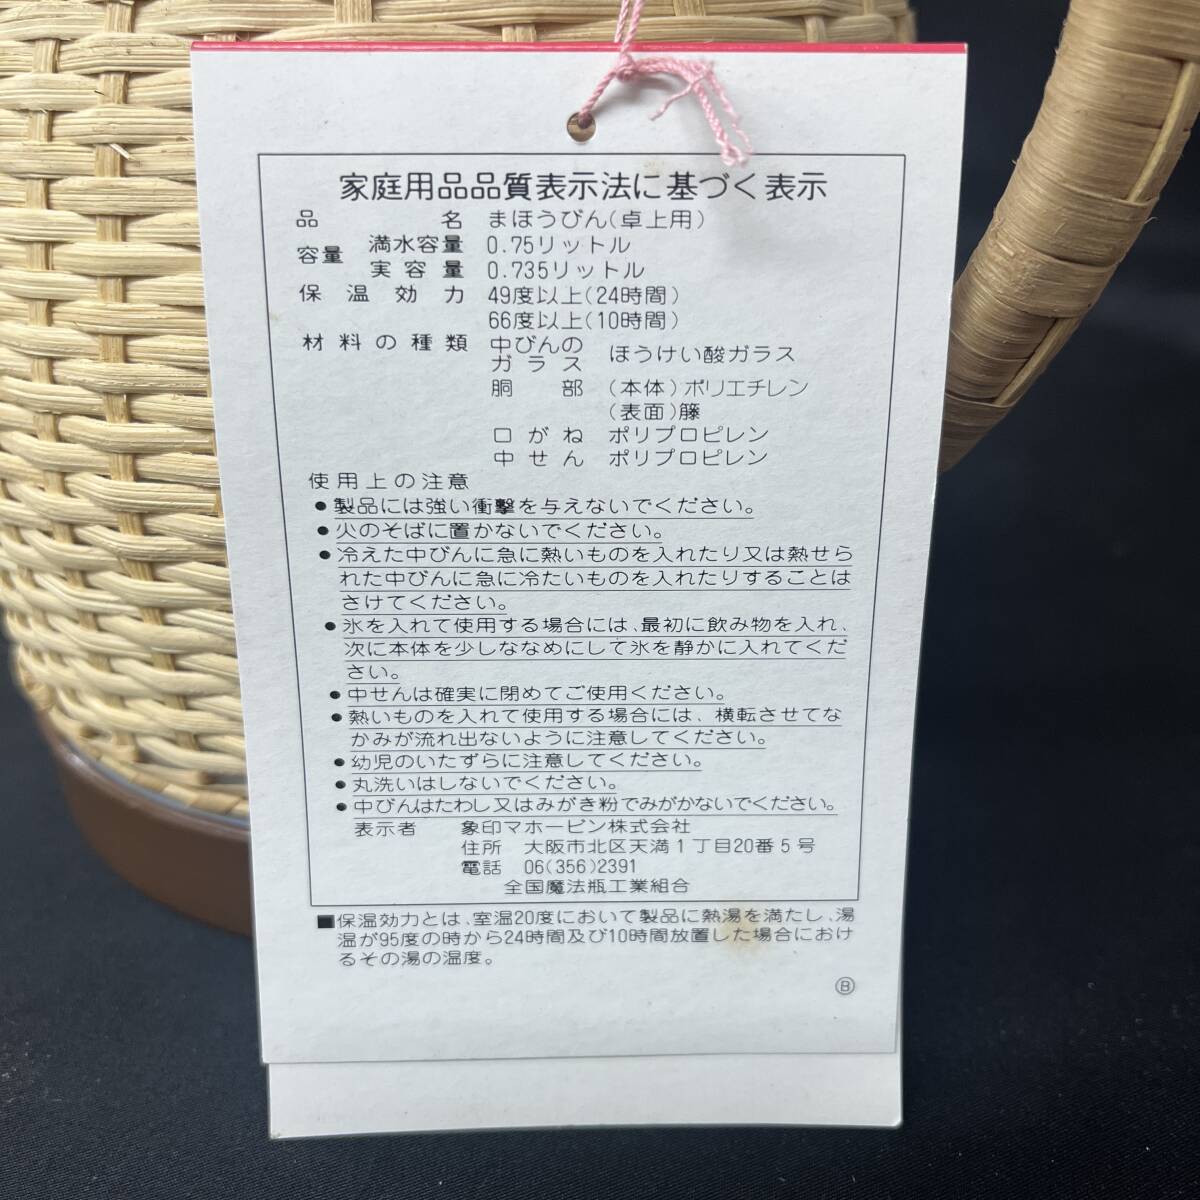 家庭用品品質表示法に基づく表示
品名 まほうびん(卓上用)
容量 満水容量 0.75リットル
実容量 0.735リットル
保温効力 49度以上(24時間)
66度以上(10時間)
材料の種類 中びんのガラス ほうけい酸ガラス
胴部 (本体)ポリエチレン
(表面)籐
口がね ポリプロピレン
中せん ポリプロピレン
使用上の注意
●製品には強い衝撃を与えないでください。
●火のそばに置かないでください。
●冷えた中びんに急に熱いものを入れたり又は熱せら
れた中びんに急に冷たいものを入れたりすることは
さけてください。
●氷を入れて使用する場合には、最初に飲み物を入れ、
次に本体を少しななめにして氷を静かに入れてくだ
さい。
●中せんは確実に閉めてご使用ください。
●熱いものを入れて使用する場合には、横転させてな
かみが流れ出ないように注意してください。
●幼児のいたずらに注意してください。
●丸洗いはしないでください。
●中びんはたわし又はみがき粉でみがかないでください。
表示者 象印マホービン株式会社
住所 大阪市北区天満1丁目20番5号
電話 06(356)2391
全国魔法瓶工業組合
■保温効力とは、室温20度において製品に熱湯を満たし、湯
温が95度の時から24時間及び10時間放置した場合におけ
るその湯の温度。
Ⓑ